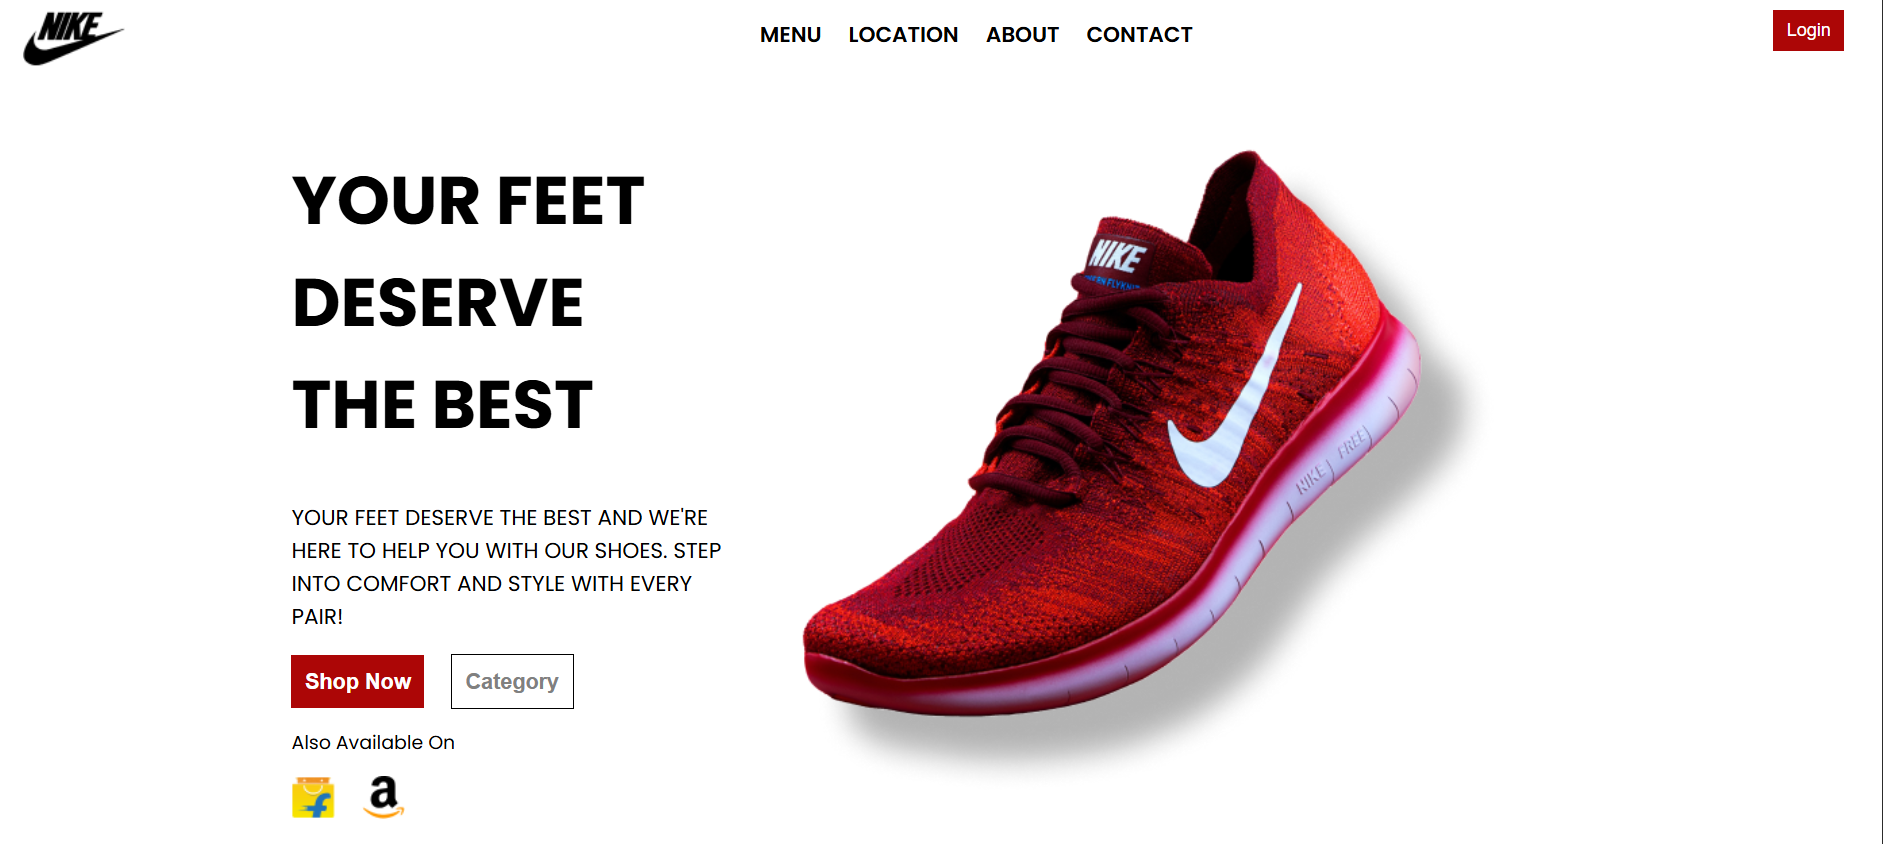 NIKE
MENU LOCATION ABOUT CONTACT
Login
YOUR FEET
DESERVE
THE BEST
YOUR FEET DESERVE THE BEST AND WE'RE
HERE TO HELP YOU WITH OUR SHOES. STEP
INTO COMFORT AND STYLE WITH EVERY
PAIR!
Shop Now Category
Also Available On
f a
NIKE
FLYKNIT
NIKE FREE